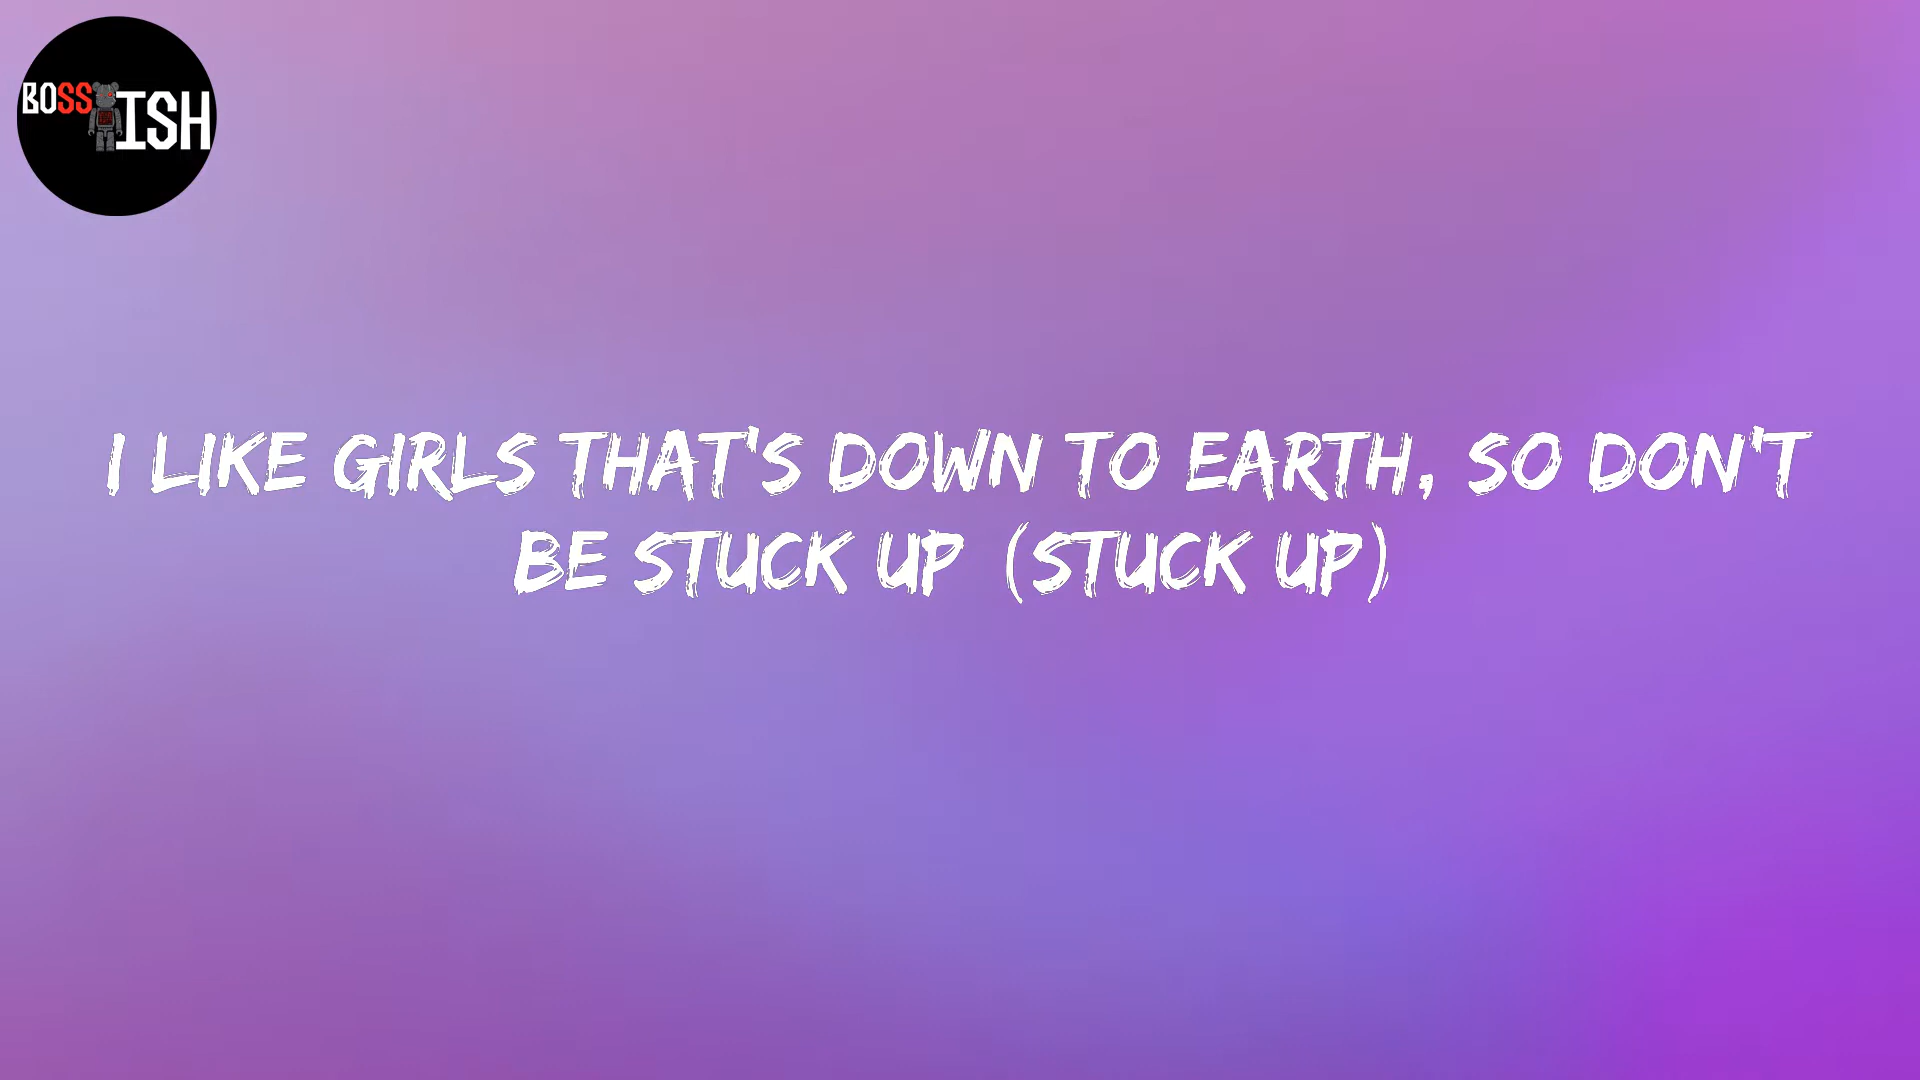 BOSS ISH
I LIKE GIRLS THAT'S DOWN TO EARTH, SO DON'T
BE STUCK UP (STUCK UP)